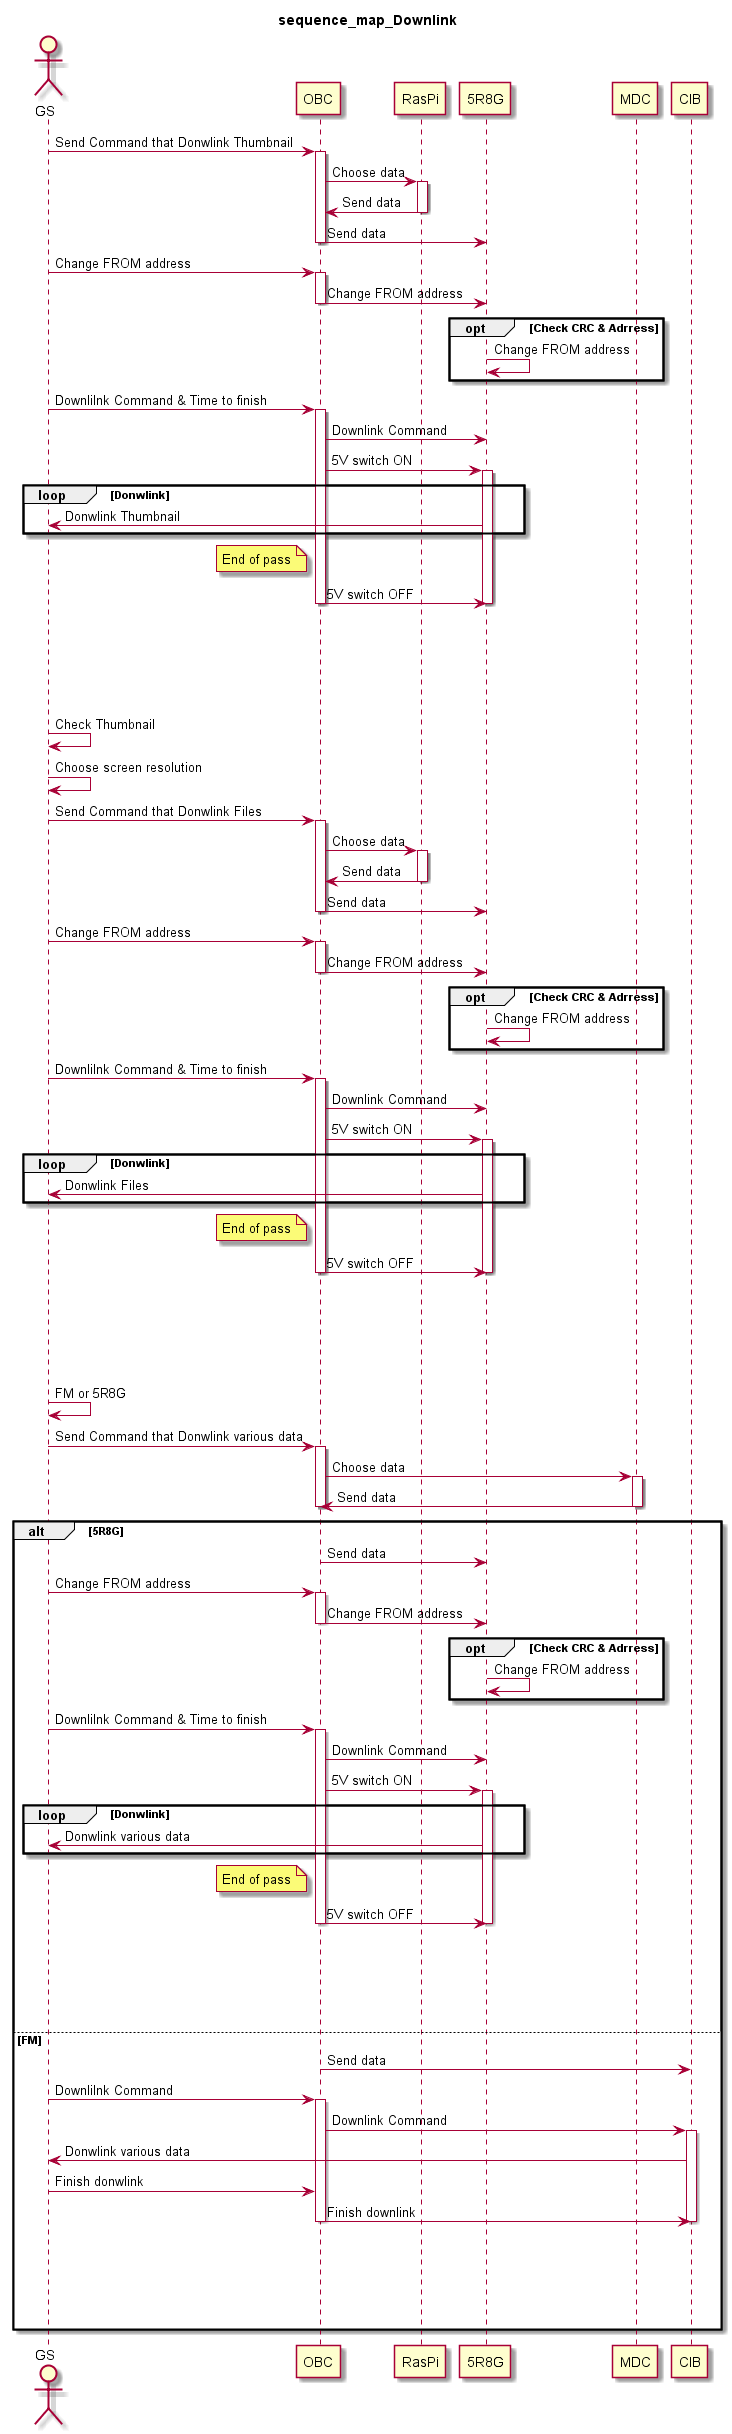 sequence_map_Downlink
GS
OBC
RasPi
5R8G
MDC
CIB
Send Command that Donwlink Thumbnail
Choose data
Send data
Send data
Change FROM address
Change FROM address
opt [Check CRC & Adrress]
Change FROM address
Downlilnk Command & Time to finish
Downlink Command
5V switch ON
loop [Donwlink]
Donwlink Thumbnail
End of pass
5V switch OFF
Check Thumbnail
Choose screen resolution
Send Command that Donwlink Files
Choose data
Send data
Send data
Change FROM address
Change FROM address
opt [Check CRC & Adrress]
Change FROM address
Downlilnk Command & Time to finish
Downlink Command
5V switch ON
loop [Donwlink]
Donwlink Files
End of pass
5V switch OFF
FM or 5R8G
Send Command that Donwlink various data
Choose data
Send data
alt [5R8G]
Send data
Change FROM address
Change FROM address
opt [Check CRC & Adrress]
Change FROM address
Downlilnk Command & Time to finish
Downlink Command
5V switch ON
loop [Donwlink]
Donwlink various data
End of pass
5V switch OFF
[FM]
Send data
Downlilnk Command
Downlink Command
Donwlink various data
Finish donwlink
Finish downlink
GS
OBC
RasPi
5R8G
MDC
CIB